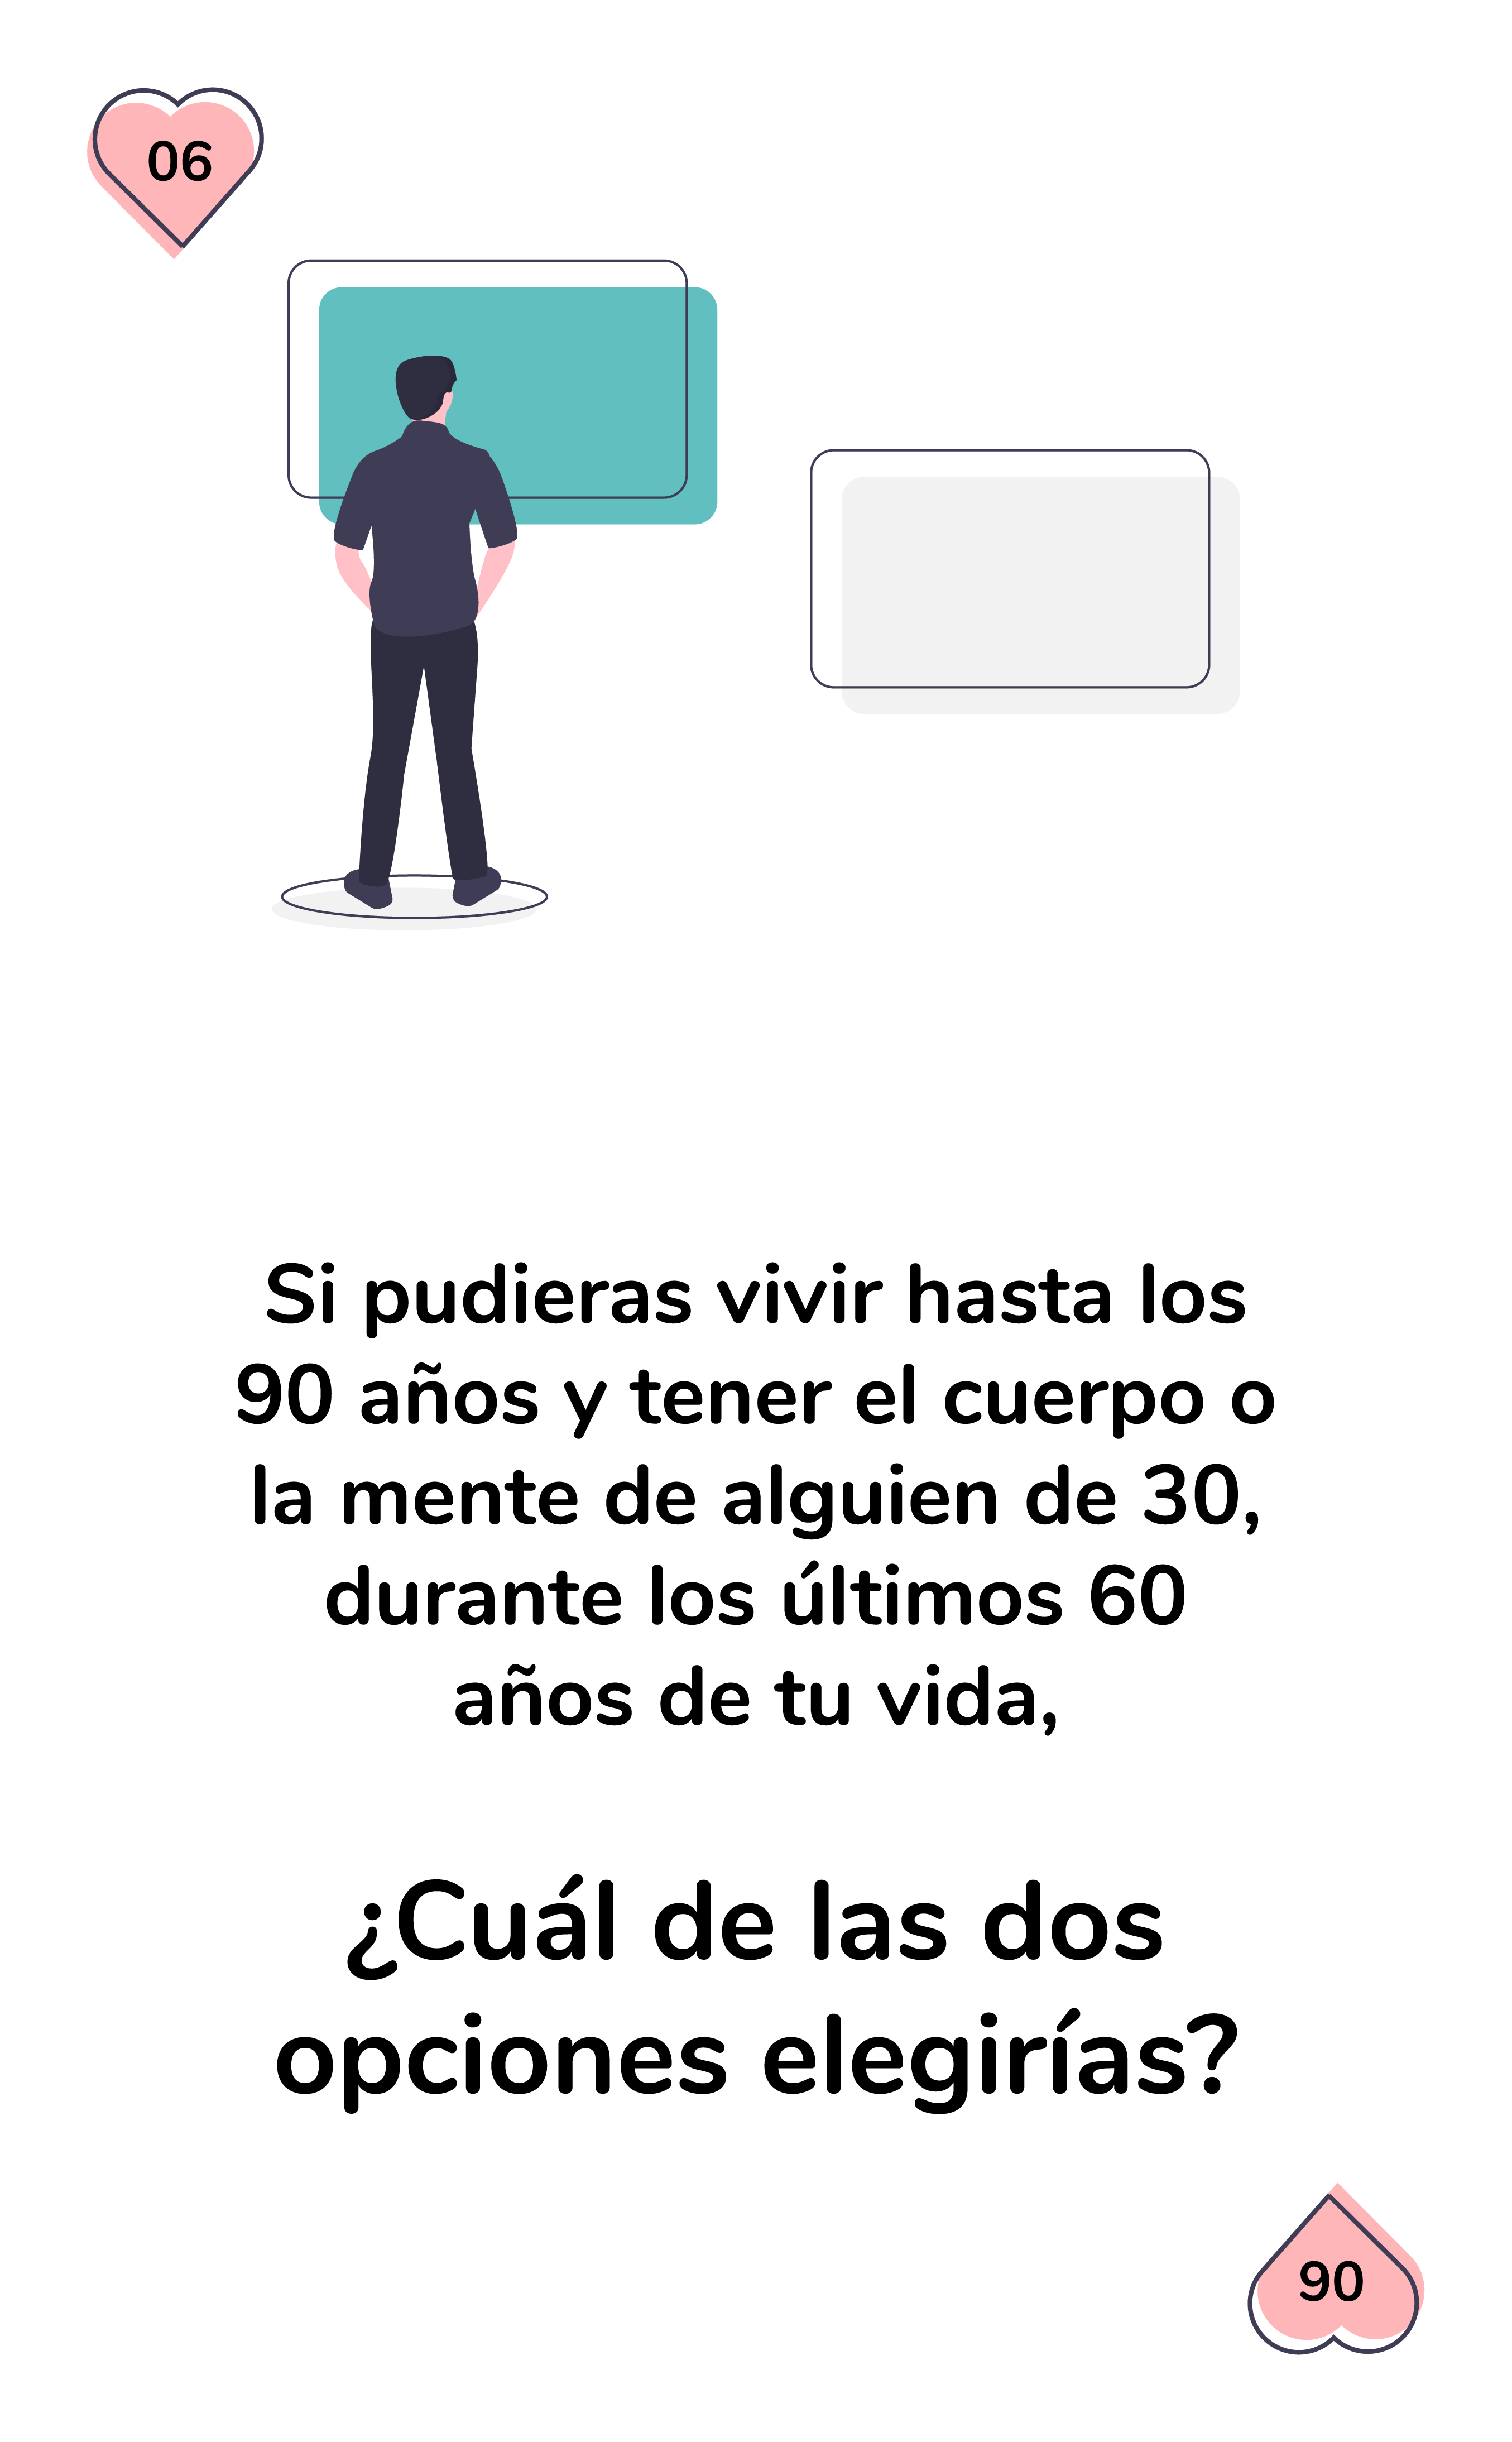 06
Si pudieras vivir hasta los
90 años y tener el cuerpo o
la mente de alguien de 30,
durante los últimos 60
años de tu vida,
¿Cuál de las dos
opciones elegirías?
06